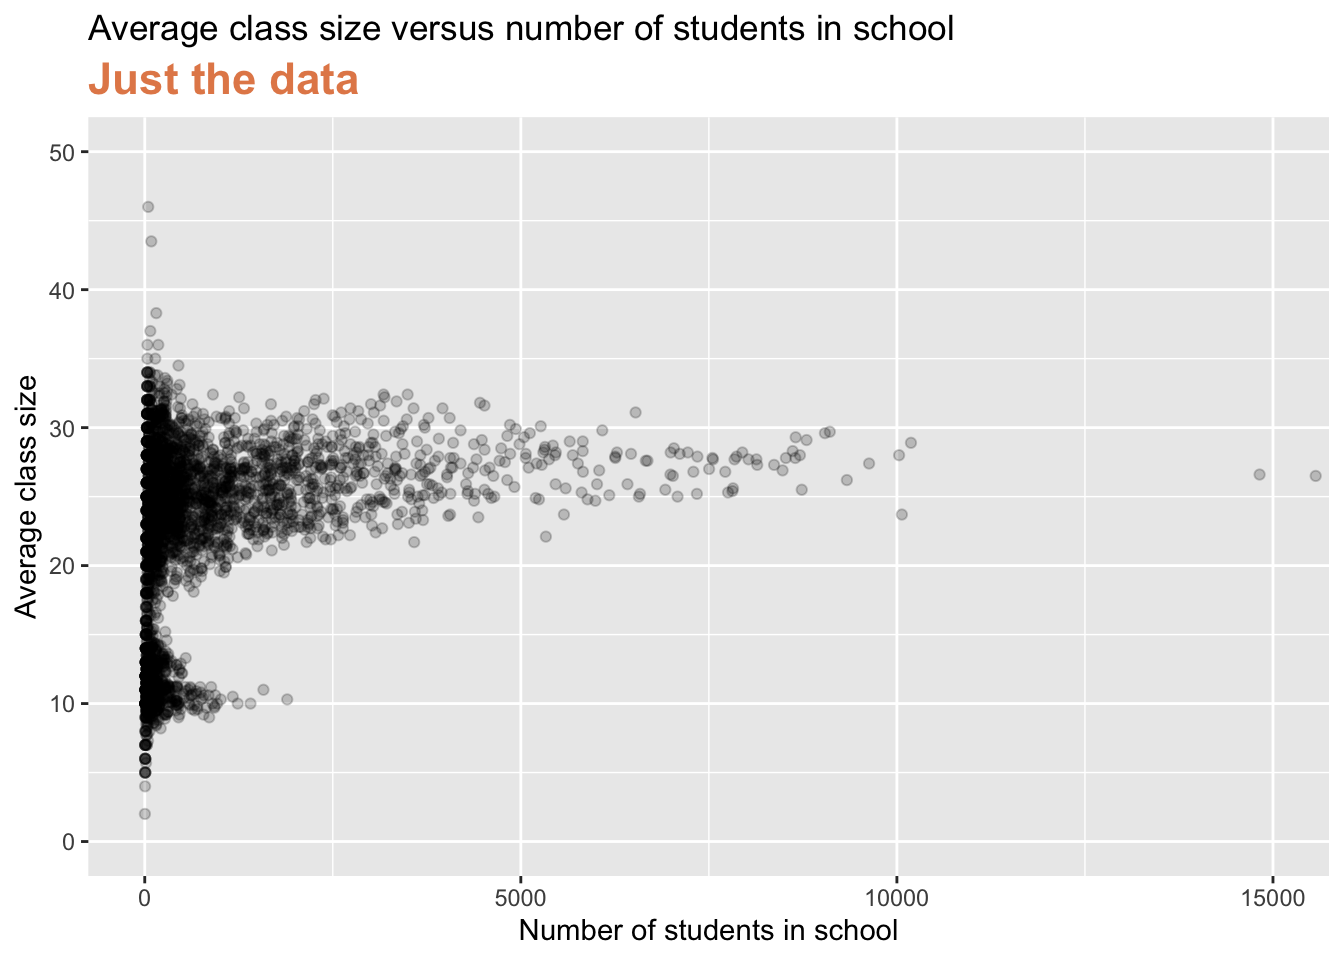 Average class size versus number of students in school
Just the data
50
40
30
20
10
0
Average class size
0 5000 10000 15000
Number of students in school